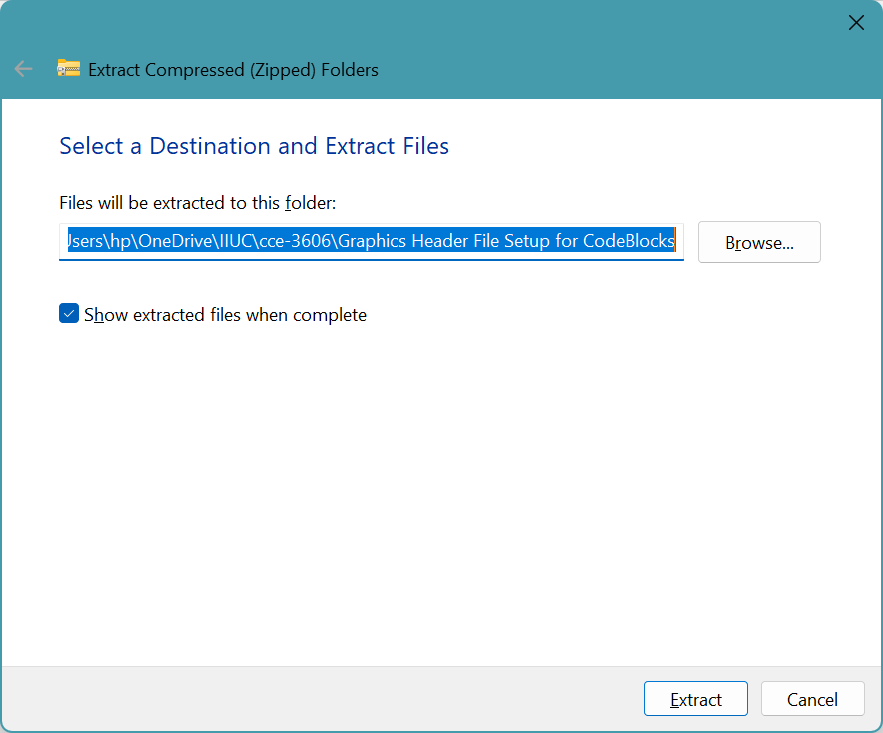 Extract Compressed (Zipped) Folders
Select a Destination and Extract Files
Files will be extracted to this folder:
Jsers\hp\OneDrive\IIUC\cce-3606\Graphics Header File Setup for CodeBlocks
Browse...
Show extracted files when complete
Extract
Cancel